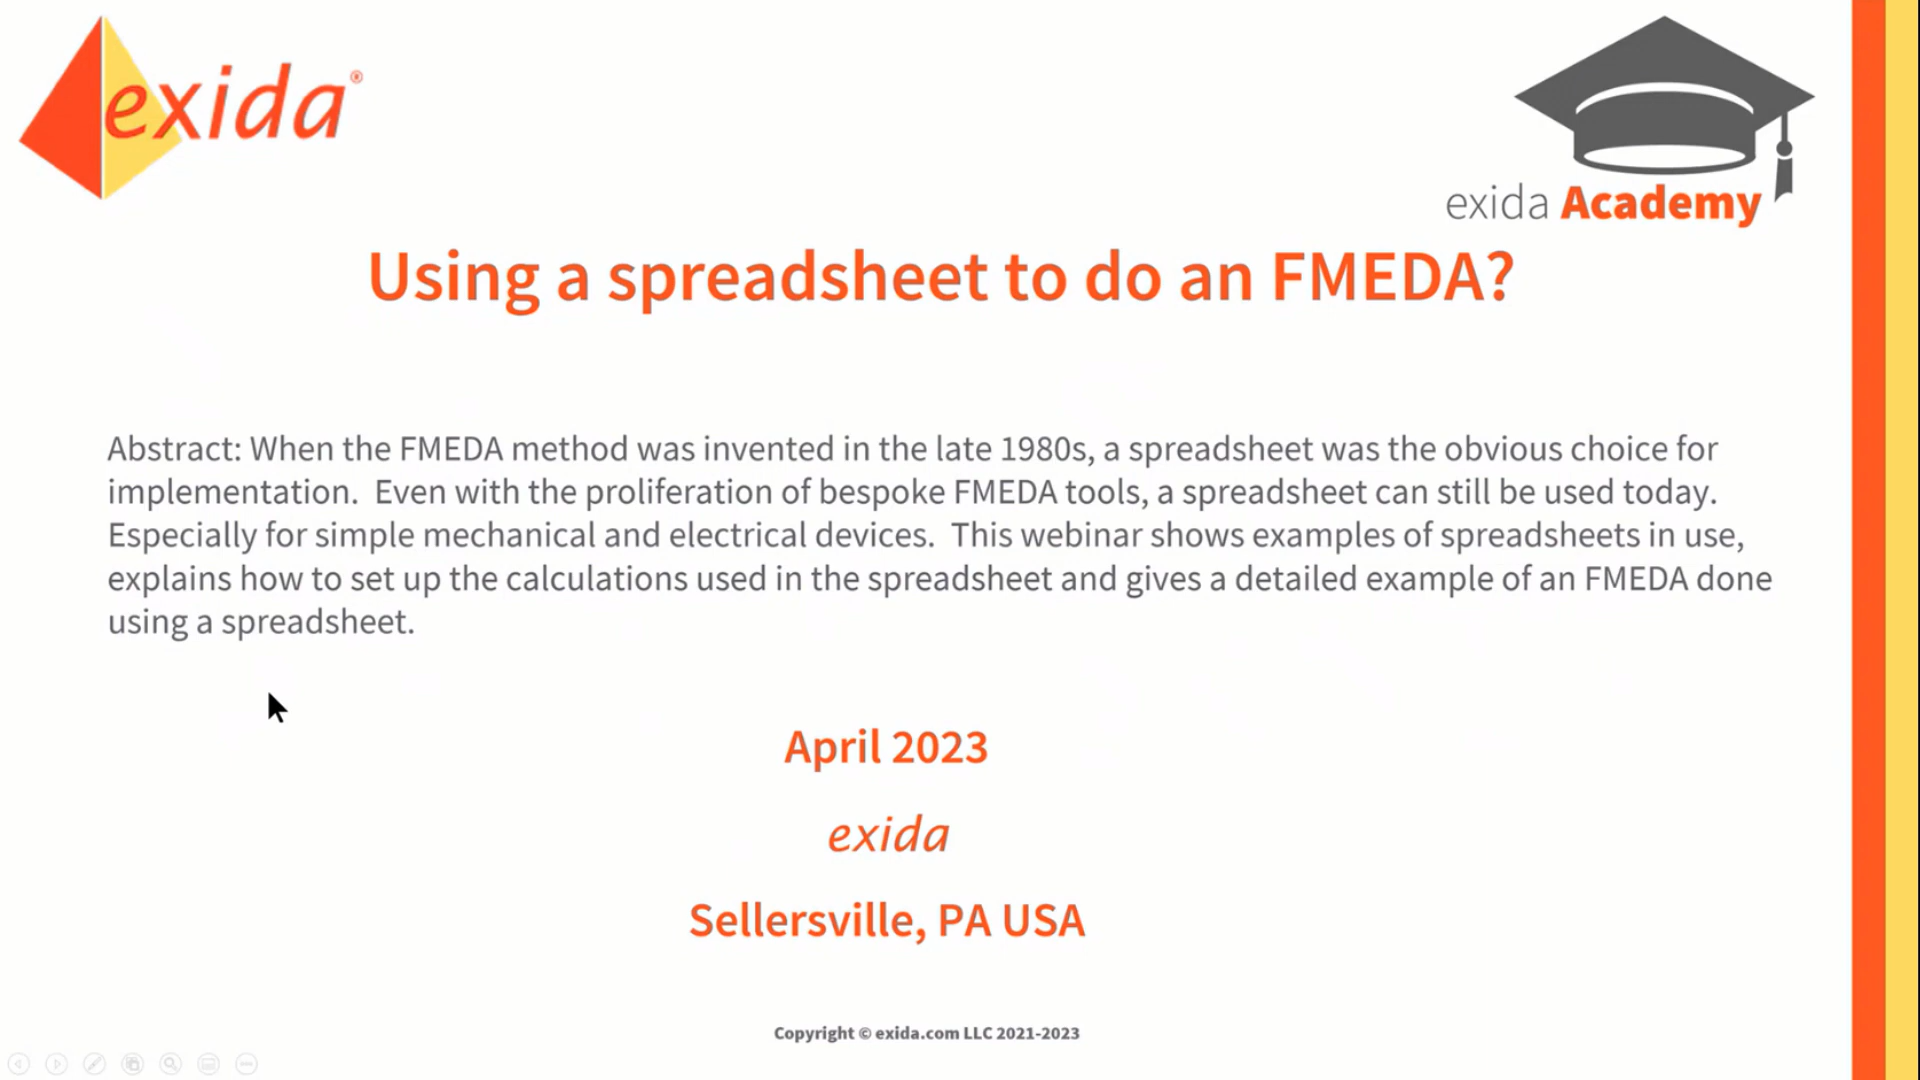 exida®
exida Academy
Using a spreadsheet to do an FMEDA?
Abstract: When the FMEDA method was invented in the late 1980s, a spreadsheet was the obvious choice for
implementation.  Even with the proliferation of bespoke FMEDA tools, a spreadsheet can still be used today.
Especially for simple mechanical and electrical devices.  This webinar shows examples of spreadsheets in use,
explains how to set up the calculations used in the spreadsheet and gives a detailed example of an FMEDA done
using a spreadsheet.
April 2023
exida
Sellersville, PA USA
Copyright © exida.com LLC 2021-2023